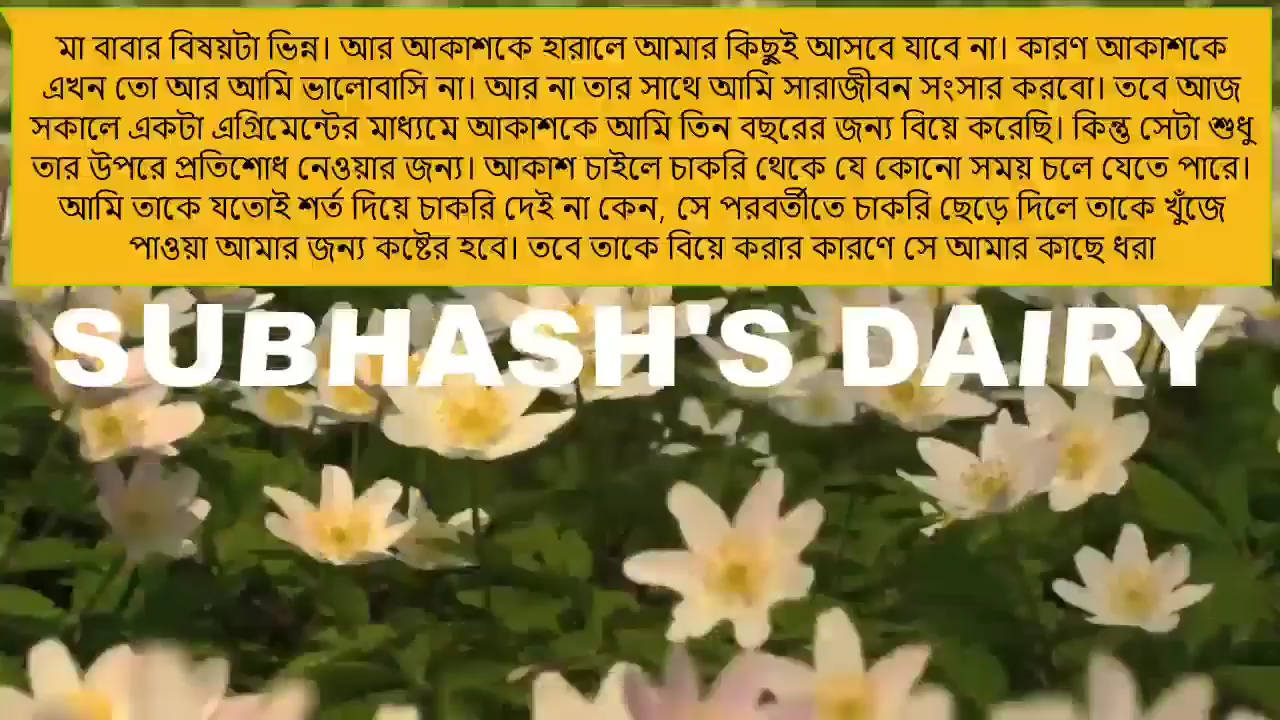 মা বাবার বিষয়টা ভিন্ন। আর আকাশকে হারালে আমার কিছুই আসবে যাবে না। কারণ আকাশকে
এখন তো আর আমি ভালোবাসি না। আর না তার সাথে আমি সারাজীবন সংসার করবো। তবে আজ
সকালে একটা এগ্রিমেন্টের মাধ্যমে আকাশকে আমি তিন বছরের জন্য বিয়ে করেছি। কিন্তু সেটা শুধু
তার উপরে প্রতিশোধ নেওয়ার জন্য। আকাশ চাইলে চাকরি থেকে যে কোনো সময় চলে যেতে পারে।
আমি তাকে যতোই শর্ত দিয়ে চাকরি দেই না কেন, সে পরবর্তীতে চাকরি ছেড়ে দিলে তাকে খুঁজে
পাওয়া আমার জন্য কষ্টের হবে। তবে তাকে বিয়ে করার কারণে সে আমার কাছে ধরা
SUBHASH'S DAIRY